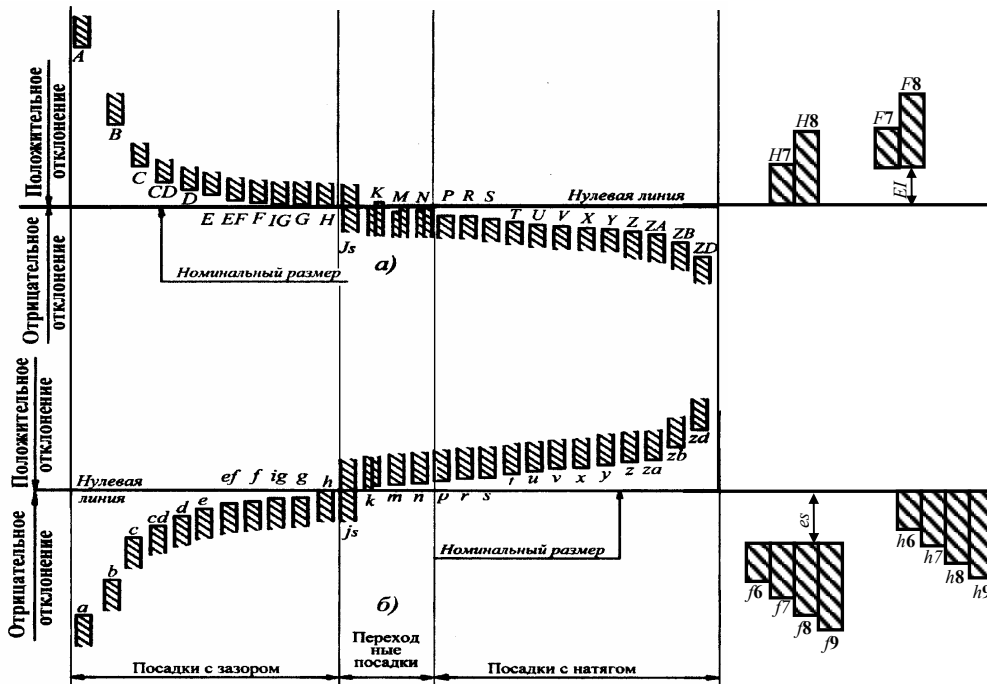 Положительное
отклонение
Отрицательное
отклонение
A
B
C
CD
D
E EF F IG G H
Js
K M N P R S
Нулевая линия
T U V X Y Z ZA ZB ZD
Номинальный размер
а)
H7 H8
F7 F8
EI
Положительное
отклонение
Отрицательное
отклонение
Нулевая
линия
a b c cd d e ef f ig g h
js
k m n p r s t u v x y z za zb zd
Номинальный размер
б)
es
f6 f7 f8 f9
h6 h7 h8 h9
Посадки с зазором
Переход
ные
посадки
Посадки с натягом